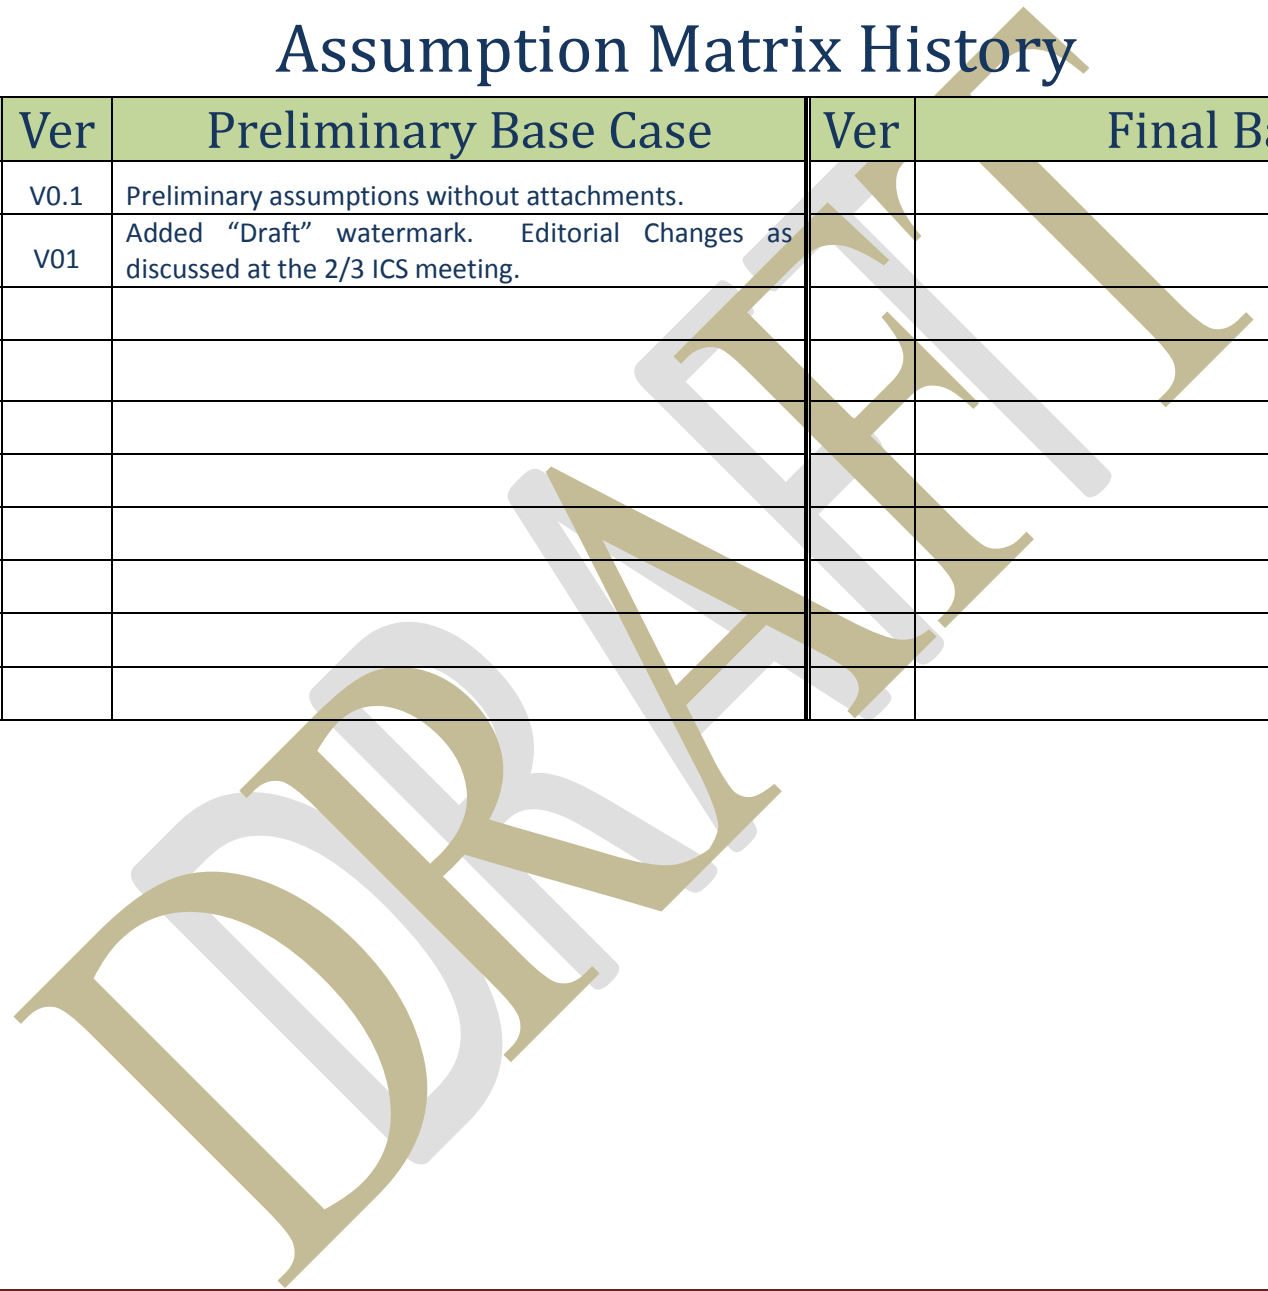 Assumption Matrix History
Ver Preliminary Base Case Ver Final Ba
V0.1 Preliminary assumptions without attachments.
V01 Added “Draft” watermark. Editorial Changes as
discussed at the 2/3 ICS meeting.
DRAFT